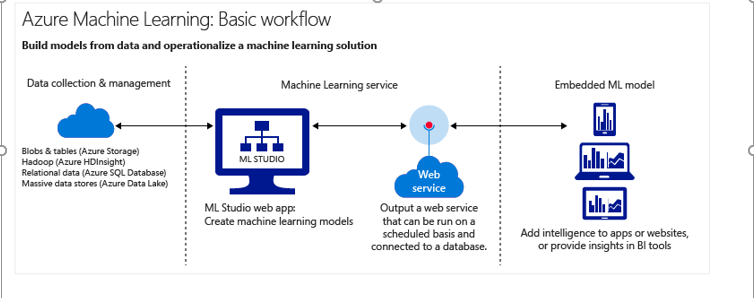 Azure Machine Learning: Basic workflow
Build models from data and operationalize a machine learning solution
Data collection & management
Machine Learning service
Embedded ML model
Blobs & tables (Azure Storage)
Hadoop (Azure HDInsight)
Relational data (Azure SQL Database)
Massive data stores (Azure Data Lake)
ML STUDIO
ML Studio web app:
Create machine learning models
Web
service
Output a web service
that can be run on a
scheduled basis and
connected to a database.
Add intelligence to apps or websites,
or provide insights in BI tools